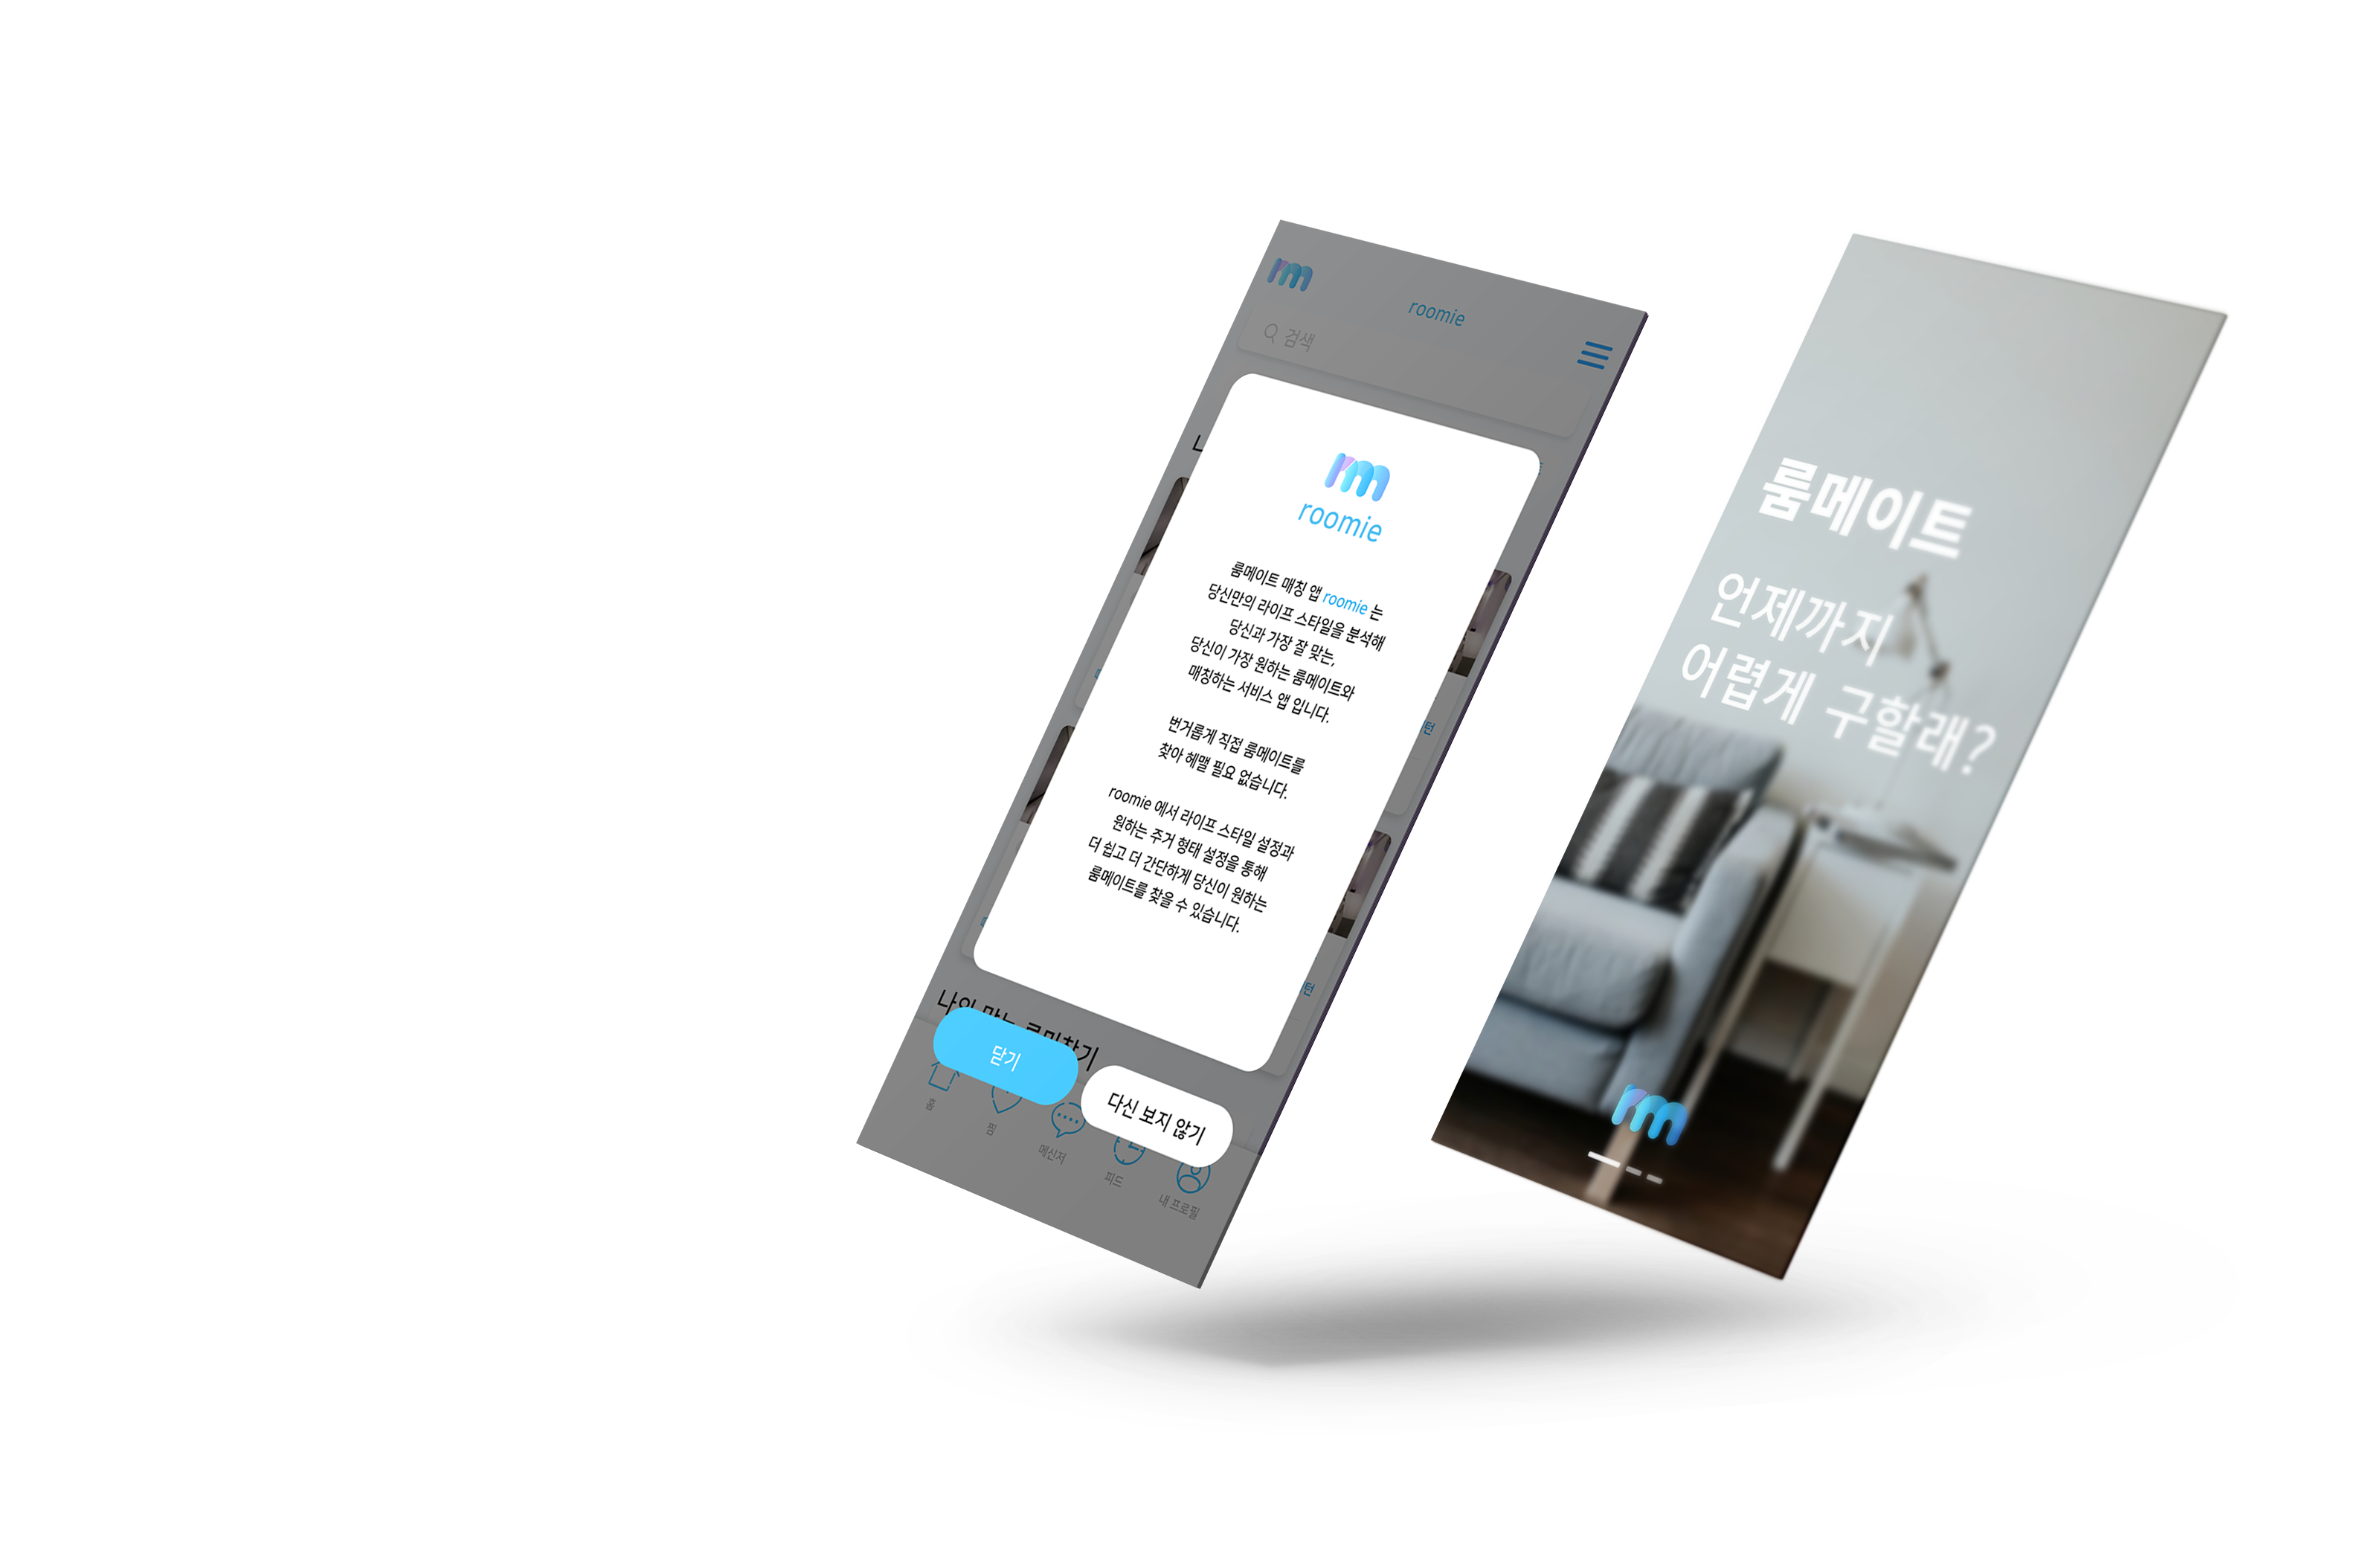 rm
roomie
검색
rm
roomie
룸메이트 매칭 앱 roomie 는
당신만의 라이프 스타일을 분석해
당신과 가장 잘 맞는,
당신이 가장 원하는 룸메이트와
매칭하는 서비스 앱 입니다.
번거롭게 직접 룸메이트를
찾아 헤맬 필요 없습니다.
roomie 에서 라이프 스타일 설정과
원하는 주거 형태 설정을 통해
더 쉽고 더 간단하게 당신이 원하는
룸메이트를 찾을 수 있습니다.
닫기
다신 보지 않기
홈
찜
메신저
피드
내 프로필
룸메이트
언제까지
어렵게 구할래?
rm